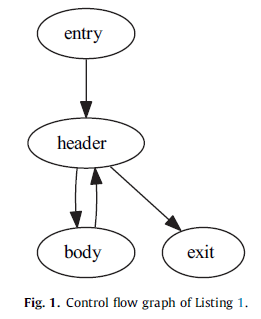 entry
header
body
exit
Fig. 1. Control flow graph of Listing 1.